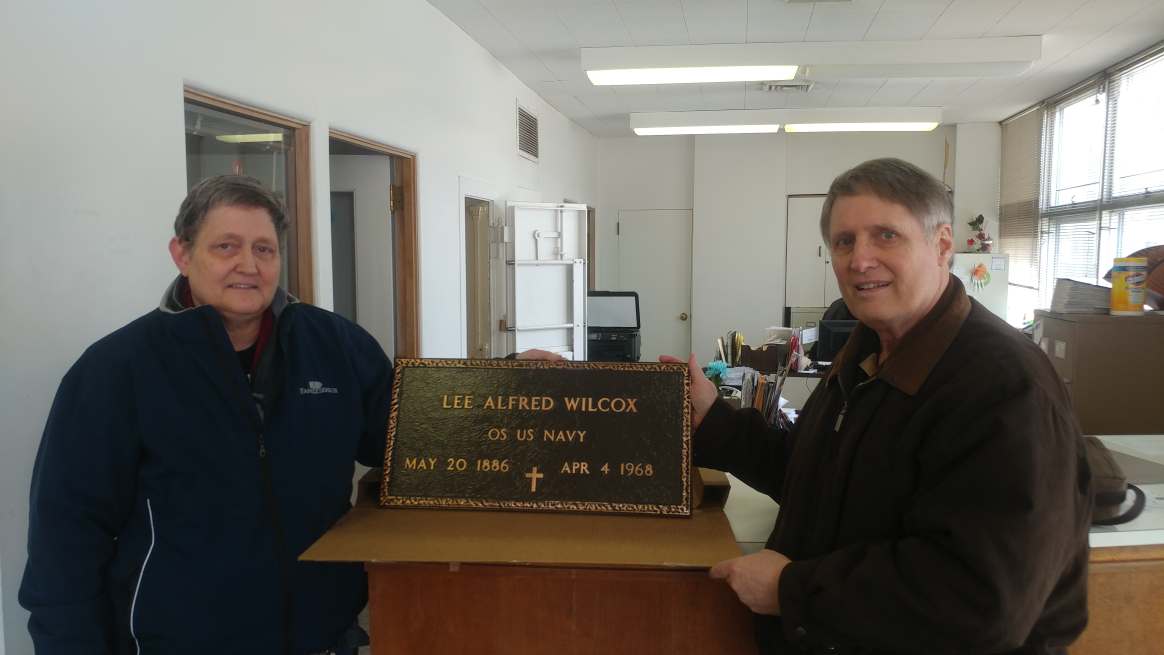 LEE ALFRED WILCOX
OS US NAVY
MAY 20 1886 APR 4 1968